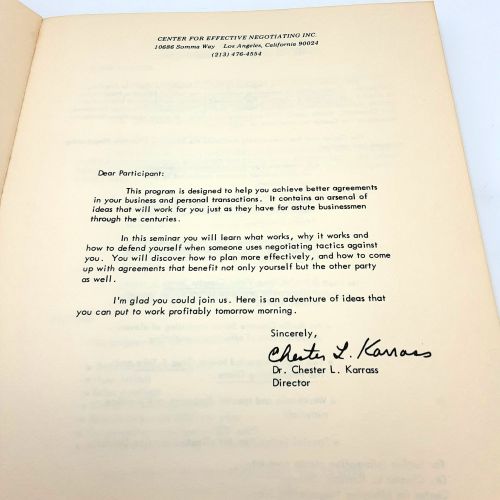 CENTER FOR EFFECTIVE NEGOTIATING INC.
10686 Somma Way Los Angeles, California 90024
(213) 476-4554
Dear Participant:
This program is designed to help you achieve better agreements
in your business and personal transactions. It contains an arsenal of
ideas that will work for you just as they have for astute businessmen
through the centuries.
In this seminar you will learn what works, why it works and
how to defend yourself when someone uses negotiating tactics against
you. You will discover how to plan more effectively, and how to come
up with agreements that benefit not only yourself but the other party
as well.
I'm glad you could join us. Here is an adventure of ideas that
you can put to work profitably tomorrow morning.
Sincerely,
Chester L. Karrass
Dr. Chester L. Karrass
Director